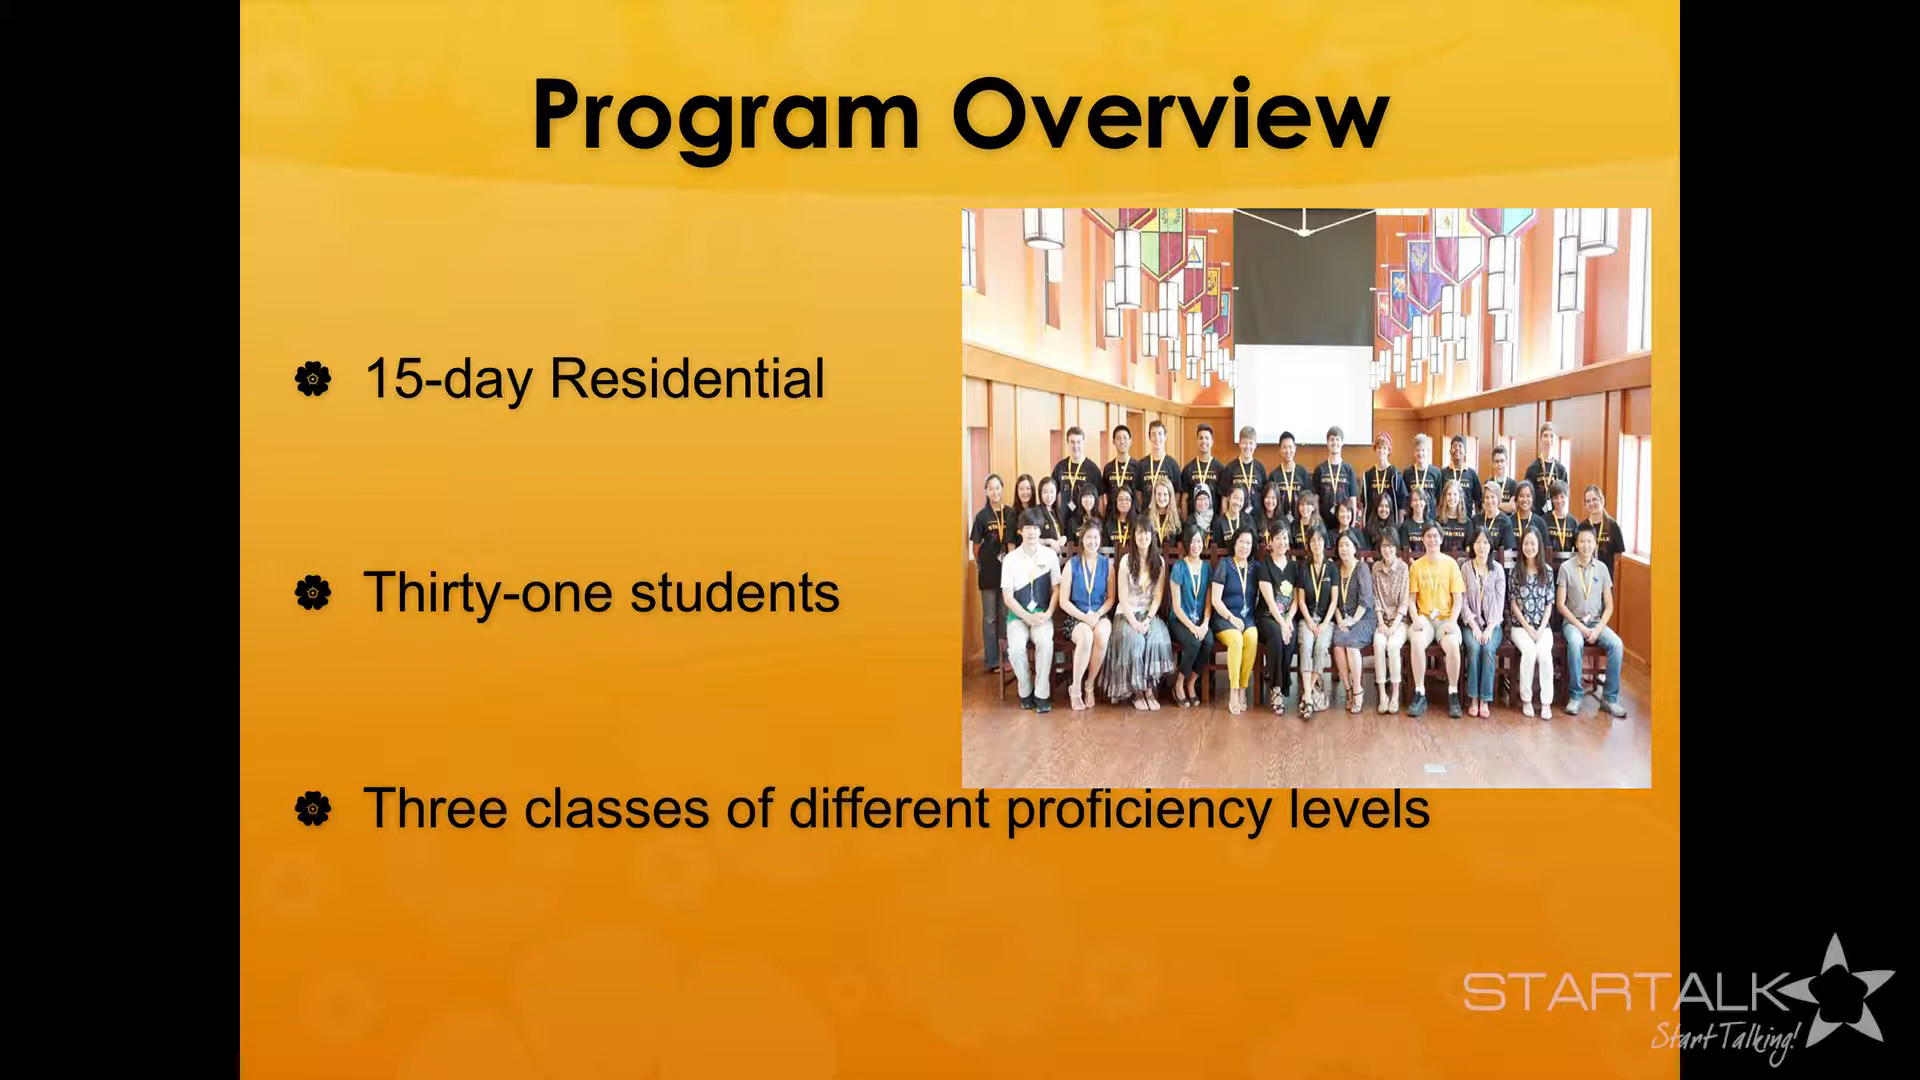 Program Overview
15-day Residential
Thirty-one students
Three classes of different proficiency levels
STARTALK
Start Talking!